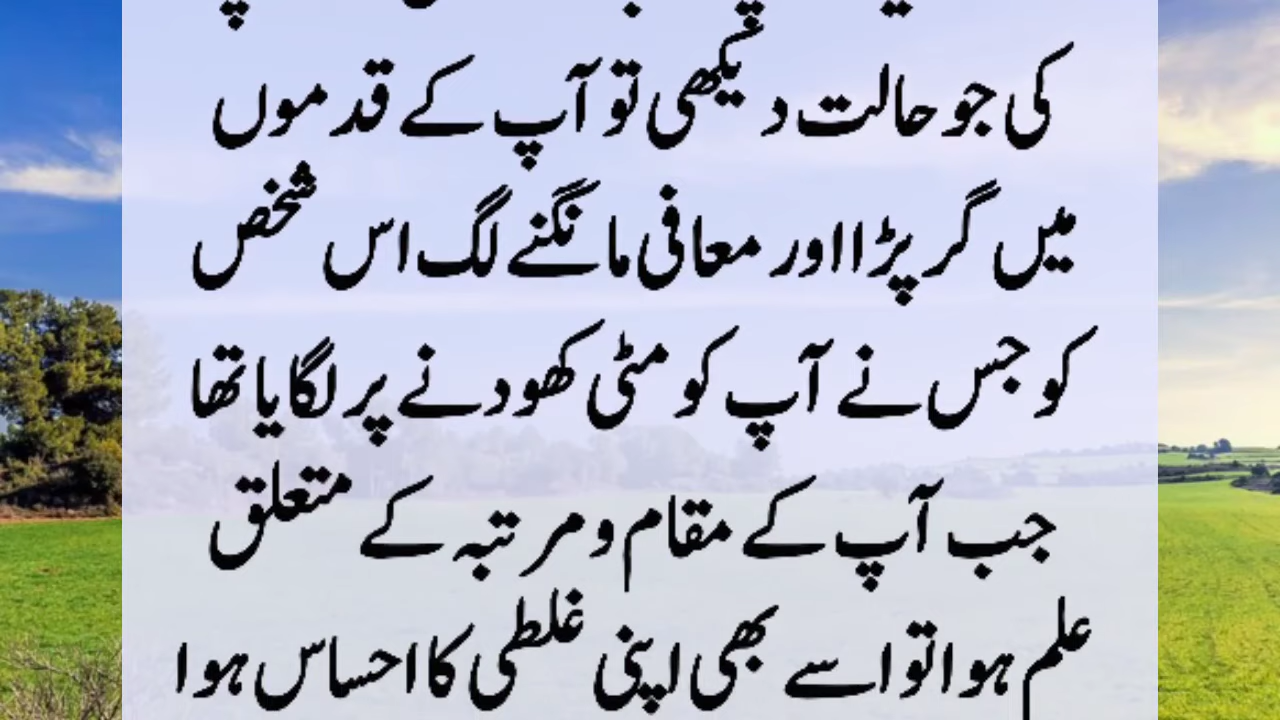 کی جو حالت دیکھی تو آپ کے قدموں
میں گر پڑا اور معافی مانگنے لگ اس شخص
کو جس نے آپ کو مٹی کھودنے پر لگایا تھا
جب آپ کے مقام و مرتبہ کے متعلق
علم ہوا تو اسے بھی اپنی غلطی کا احساس ہوا